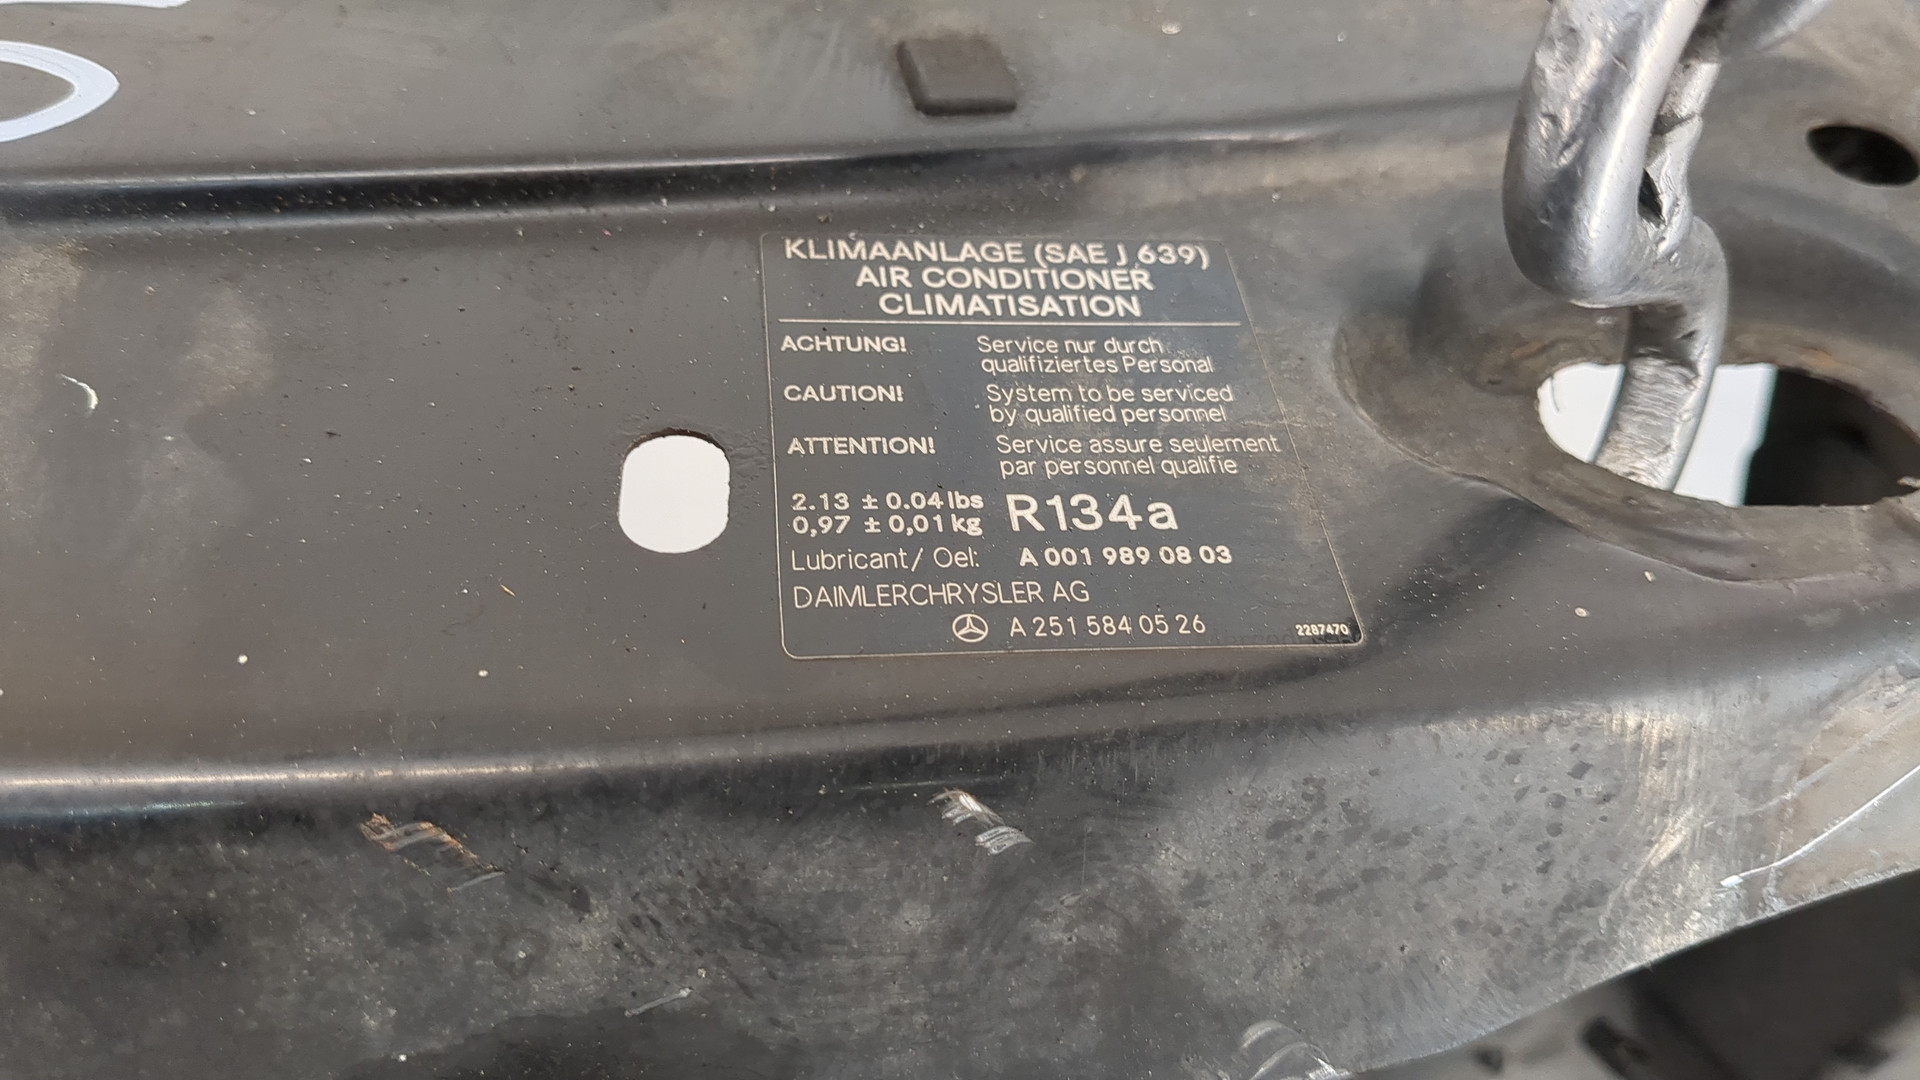 KLIMAANLAGE (SAE J 639)
AIR CONDITIONER
CLIMATISATION
ACHTUNG! Service nur durch
qualifiziertes Personal
CAUTION! System to be serviced
by qualified personnel
ATTENTION! Service assure seulement
par personnel qualifie
2.13 ± 0.04 lbs R134a
0,97 ± 0,01 kg
Lubricant/ Oel: A 001 989 08 03
DAIMLERCHRYSLER AG
A 251 584 05 26 2287470